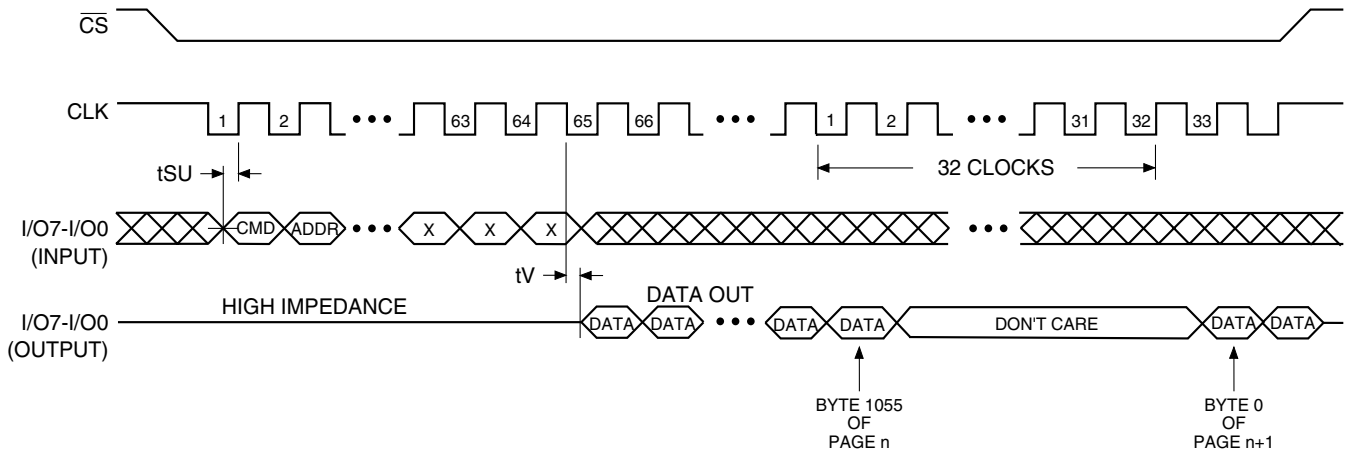 CS
CLK
1 2 ••• 63 64 65 66 ••• 1 2 ••• 31 32 33
tSU
32 CLOCKS
I/O7-I/O0
(INPUT)
CMD ADDR ••• X X X •••
tV
HIGH IMPEDANCE
DATA OUT
I/O7-I/O0
(OUTPUT)
DATA DATA ••• DATA DATA DON'T CARE DATA DATA
BYTE 1055
OF
PAGE n
BYTE 0
OF
PAGE n+1